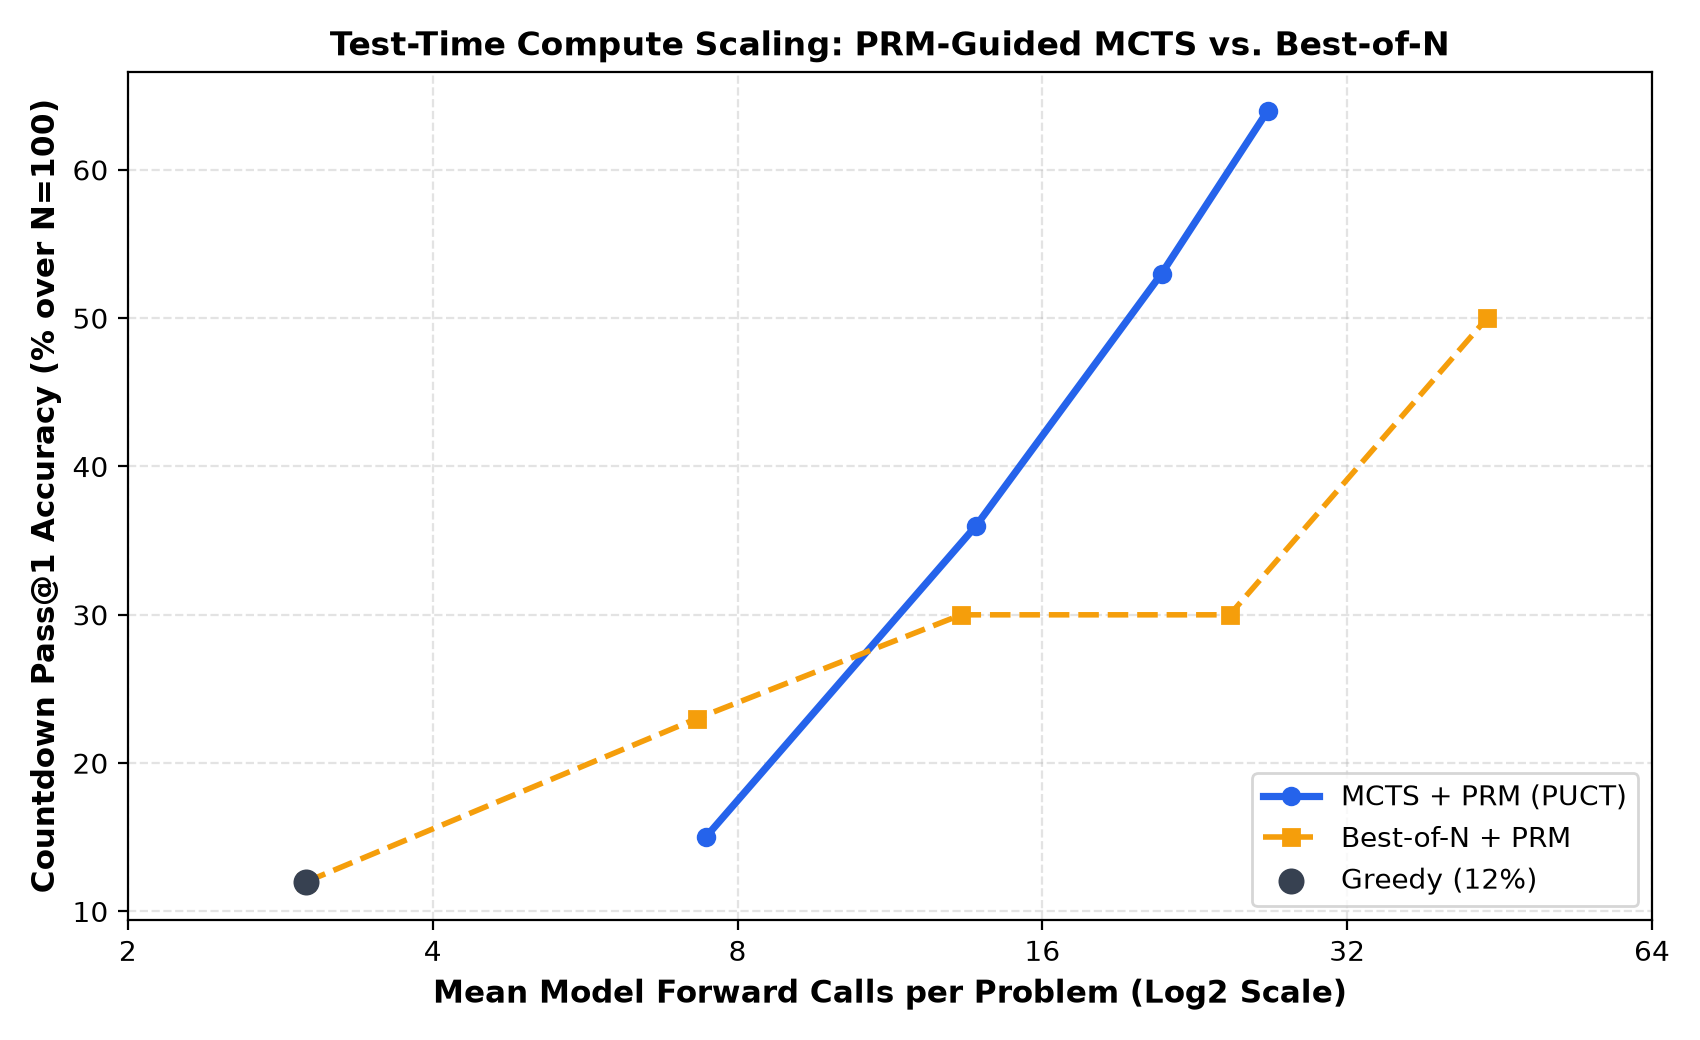 Test-Time Compute Scaling: PRM-Guided MCTS vs. Best-of-N
Countdown Pass@1 Accuracy (% over N=100)
60
50
40
30
20
10
2
4
8
16
32
64
Mean Model Forward Calls per Problem (Log2 Scale)
MCTS + PRM (PUCT)
Best-of-N + PRM
Greedy (12%)